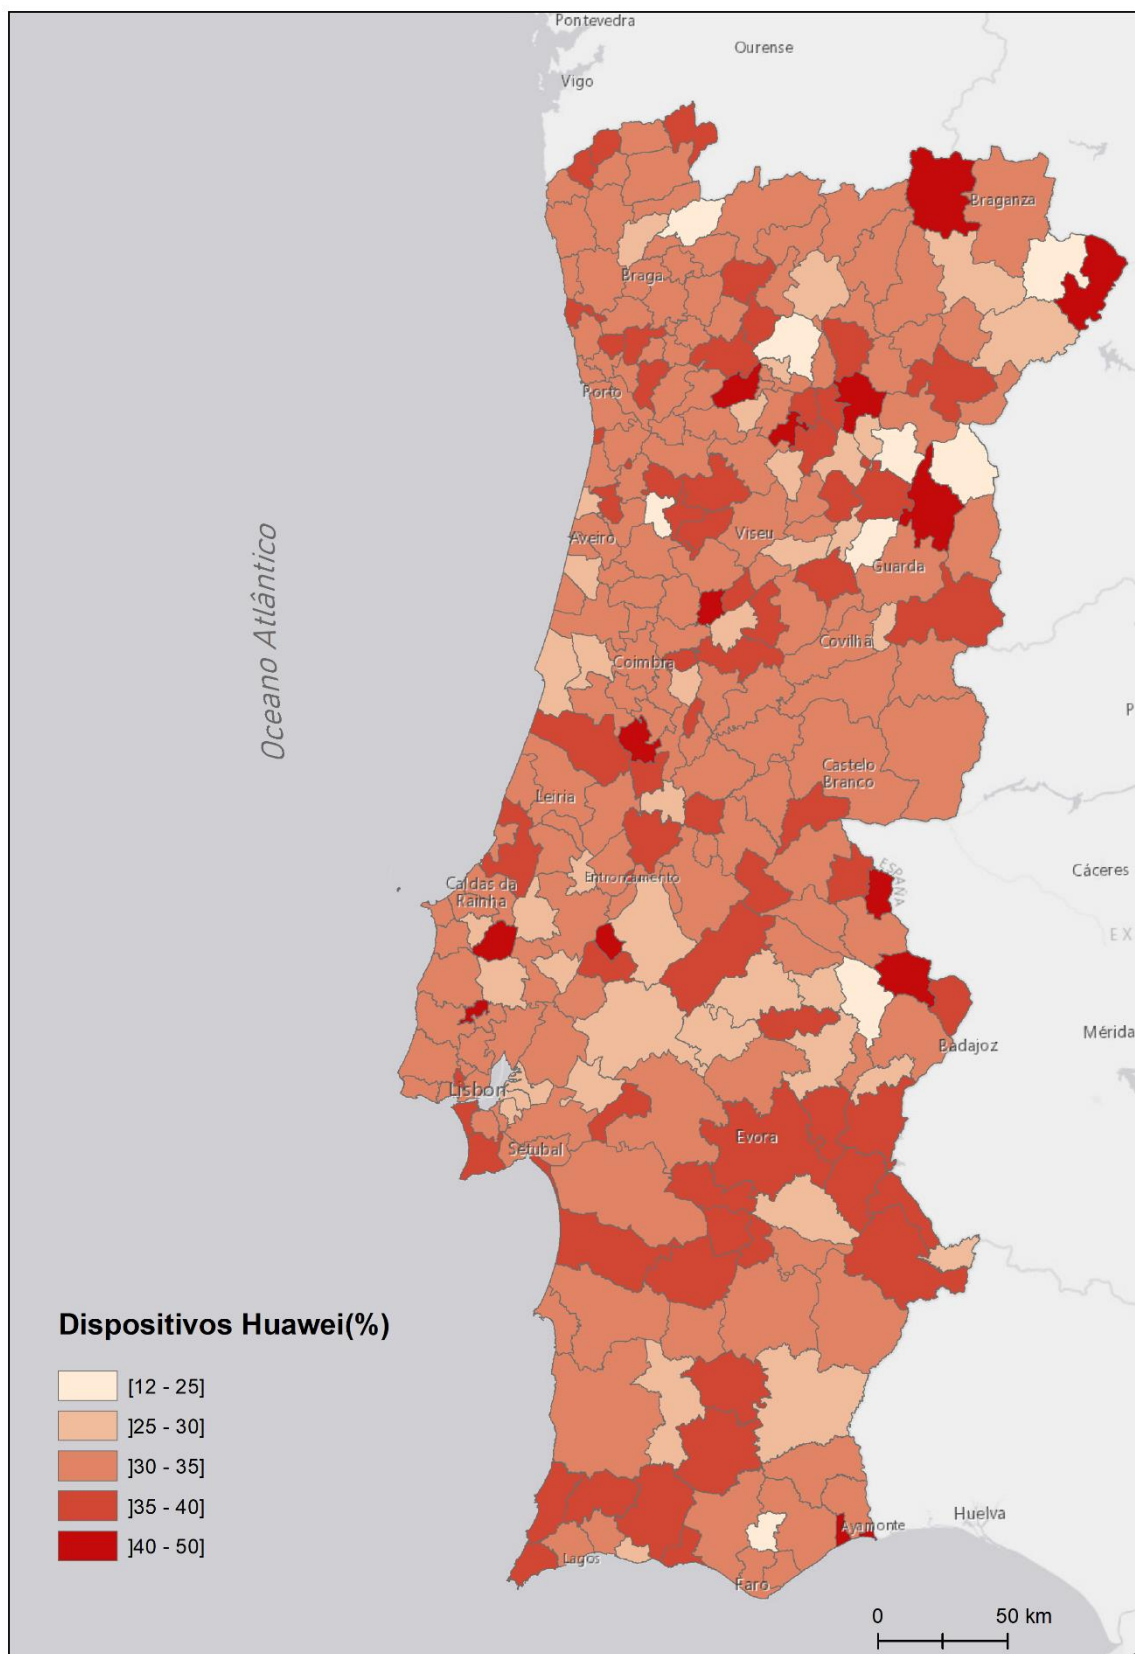 Pontevedra
Ourense
Vigo
Braganza
Braga
Porto
Aveiro
Viseu
Guarda
Oceano Atlântico
Covilhã
Coimbra
P
Castelo
Branco
Leiria
ESPAÑA
Cáceres
Entroncamento
Caldas da
Rainha
E X
Mérida
Badajoz
Lisbon
Evora
Setubal
Dispositivos Huawei(%)
[12 - 25]
]25 - 30]
]30 - 35]
]35 - 40]
]40 - 50]
Huelva
Ayamonte
Lagos
Faro
0 50 km